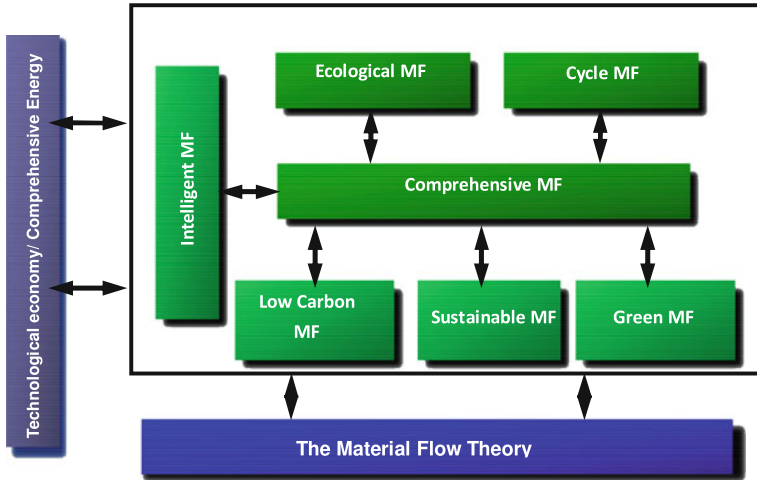 Technological economy/ Comprehensive Energy
Intelligent MF
Ecological MF
Cycle MF
Comprehensive MF
Low Carbon
MF
Sustainable MF
Green MF
The Material Flow Theory